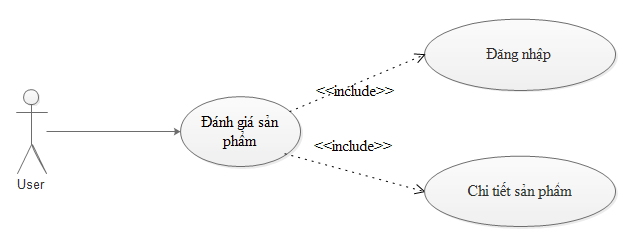 Đăng nhập
<<include>>
Đánh giá sản
phẩm
<<include>>
User
Chi tiết sản phẩm